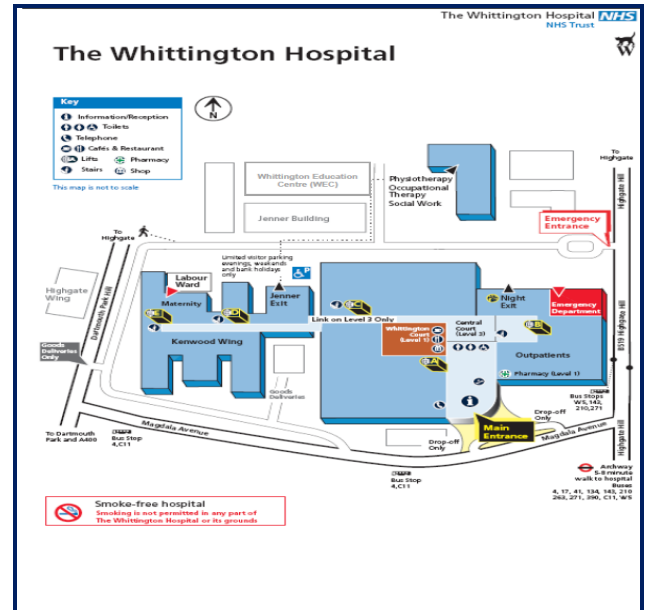 The Whittington Hospital NHS
NHS Trust
The Whittington Hospital
Key
Information/Reception
Toilets
Telephone
Cafés & Restaurant
Lifts
Pharmacy
Stairs
Shop
This map is not to scale
N
Whittington Education
Centre (WEC)
Jenner Building
Physiotherapy
Occupational
Therapy
Social Work
To
Highgate
Highgate Hill
Emergency
Entrance
To
Highgate
Limited visitor parking
evenings, weekends
and bank holidays
only
P
Highgate
Wing
Dartmouth Park Hill
Labour
Ward
Maternity
Jenner
Exit
Night
Exit
Emergency
Department
E
D
C
B
Link on Level 3 Only
Whittington
Court
(Level 1)
Central
Court
(Level 3)
Kenwood Wing
A
Outpatients
Pharmacy (Level 1)
B519 Highgate Hill
Goods
Deliveries
Only
Goods
Deliveries
Bus Stops
W5, 143,
210,271
Magdala Avenue
Main
Entrance
Drop-off
Only
Drop-off
Only
Magdala Avenue
Highgate Hill
To Dartmouth
Park and A400
Bus Stop
4,C11
Bus Stop
4,C11
Archway
5-8 minute
walk to hospital
Buses
4, 17, 41, 134, 143, 210
263, 271, 390, C11, W5
Smoke-free hospital
Smoking is not permitted in any part of
The Whittington Hospital or its grounds